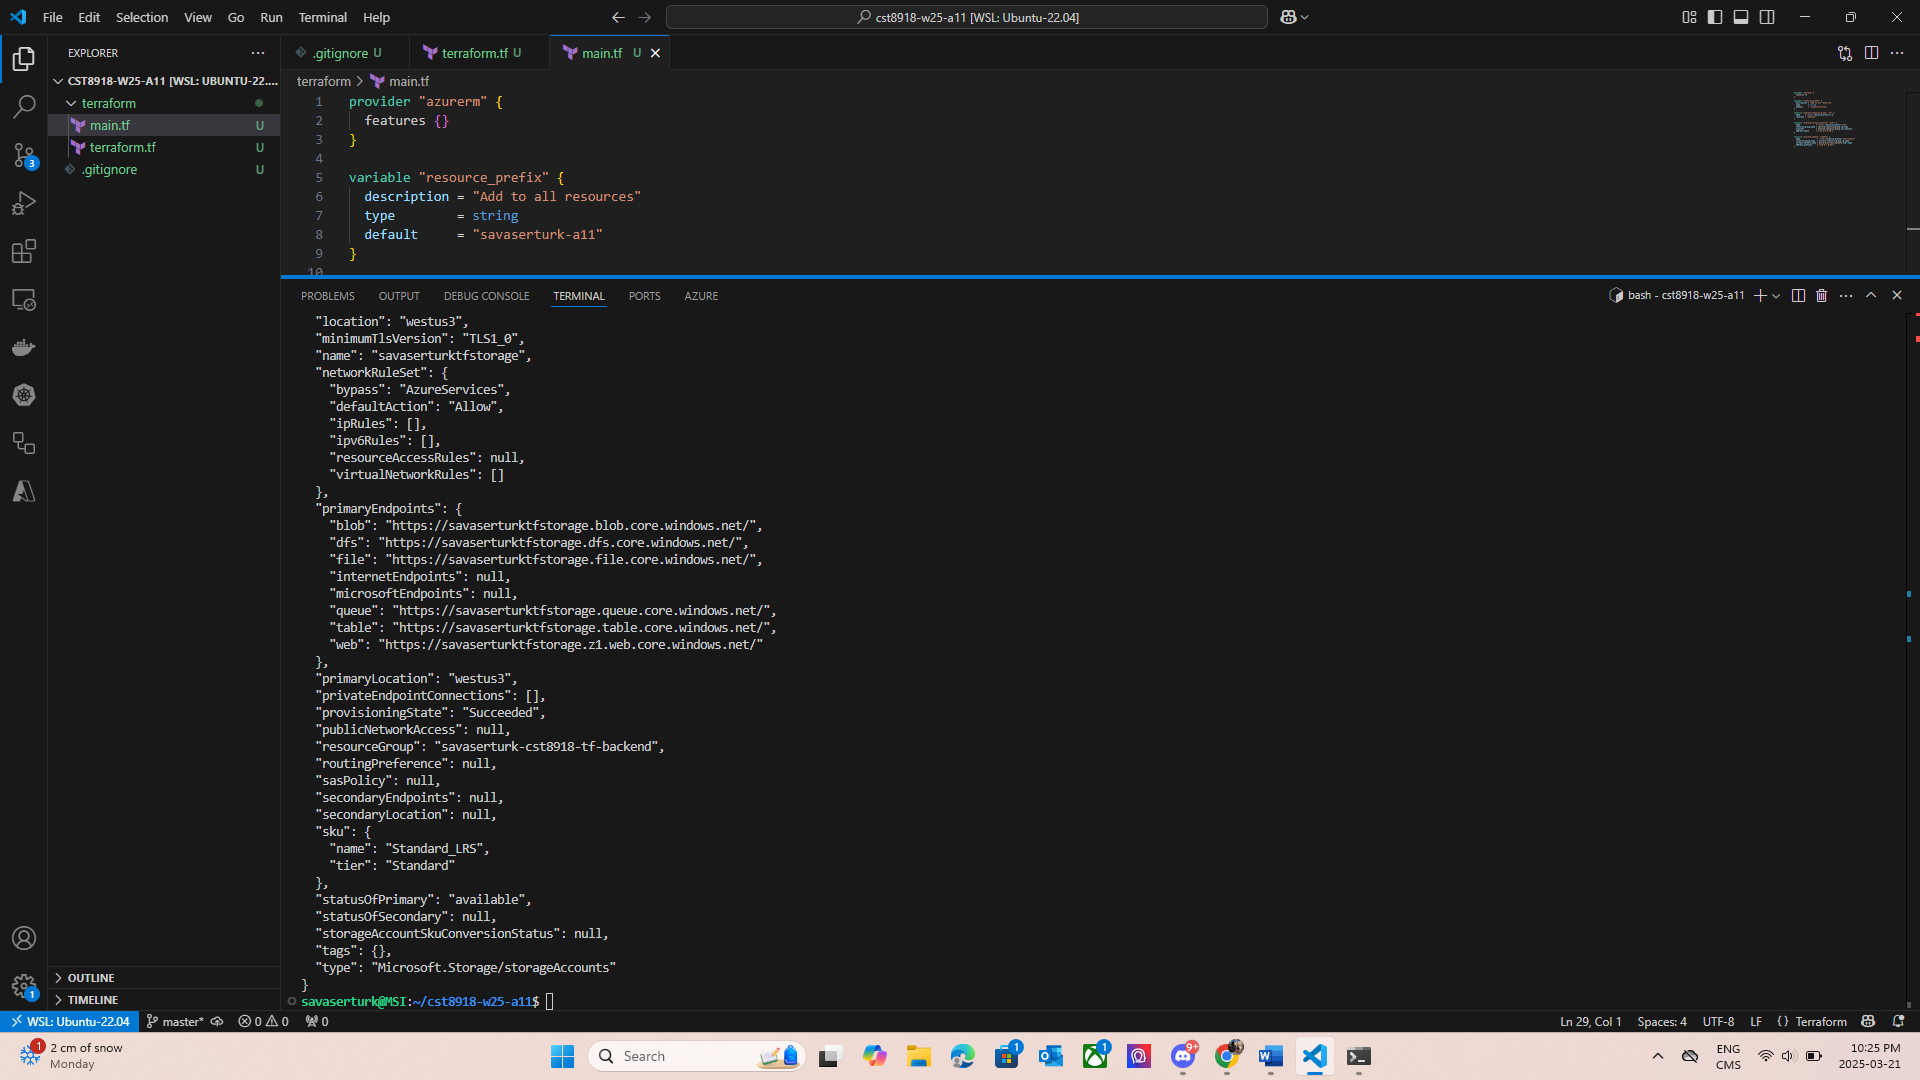 File Edit Selection View Go Run Terminal Help
cst8918-w25-a11 [WSL: Ubuntu-22.04]
EXPLORER
CST8918-W25-A11 [WSL: UBUNTU-22....
terraform
main.tf U
terraform.tf U
.gitignore U
3
1
OUTLINE
TIMELINE
.gitignore U
terraform.tf U
main.tf U
terraform > main.tf
1 provider "azurerm" {
2 features {}
3 }
4
5 variable "resource_prefix" {
6 description = "Add to all resources"
7 type = string
8 default = "savaserturk-a11"
9 }
10
PROBLEMS OUTPUT DEBUG CONSOLE TERMINAL PORTS AZURE
bash - cst8918-w25-a11
"location": "westus3",
"minimumTlsVersion": "TLS1_0",
"name": "savaserturktfstorage",
"networkRuleSet": {
"bypass": "AzureServices",
"defaultAction": "Allow",
"ipRules": [],
"ipv6Rules": [],
"resourceAccessRules": null,
"virtualNetworkRules": []
},
"primaryEndpoints": {
"blob": "https://savaserturktfstorage.blob.core.windows.net/",
"dfs": "https://savaserturktfstorage.dfs.core.windows.net/",
"file": "https://savaserturktfstorage.file.core.windows.net/",
"internetEndpoints": null,
"microsoftEndpoints": null,
"queue": "https://savaserturktfstorage.queue.core.windows.net/",
"table": "https://savaserturktfstorage.table.core.windows.net/",
"web": "https://savaserturktfstorage.z1.web.core.windows.net/"
},
"primaryLocation": "westus3",
"privateEndpointConnections": [],
"provisioningState": "Succeeded",
"publicNetworkAccess": null,
"resourceGroup": "savaserturk-cst8918-tf-backend",
"routingPreference": null,
"sasPolicy": null,
"secondaryEndpoints": null,
"secondaryLocation": null,
"sku": {
"name": "Standard_LRS",
"tier": "Standard"
},
"statusOfPrimary": "available",
"statusOfSecondary": null,
"storageAccountSkuConversionStatus": null,
"tags": {},
"type": "Microsoft.Storage/storageAccounts"
}
savaserturk@MSI:~/cst8918-w25-a11$
WSL: Ubuntu-22.04 master* 0 0 0
Ln 29, Col 1 Spaces: 4 UTF-8 LF {} Terraform
1
2 cm of snow
Monday
Search
1
1
9+
ENG
CMS
10:25 PM
2025-03-21